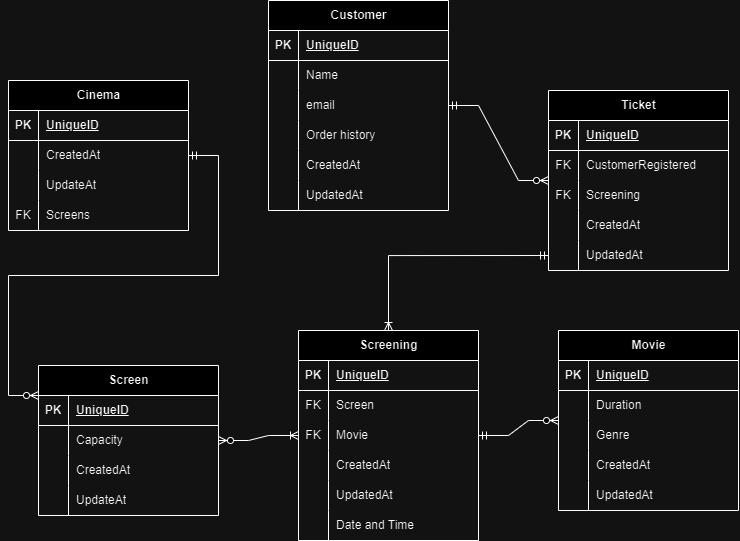 Customer
PK UniqueID
Name
email
Order history
CreatedAt
UpdatedAt
Cinema
PK UniqueID
CreatedAt
UpdateAt
FK Screens
Ticket
PK UniqueID
FK CustomerRegistered
FK Screening
CreatedAt
UpdatedAt
Screen
PK UniqueID
Capacity
CreatedAt
UpdateAt
Screening
PK UniqueID
FK Screen
FK Movie
CreatedAt
UpdatedAt
Date and Time
Movie
PK UniqueID
Duration
Genre
CreatedAt
UpdatedAt